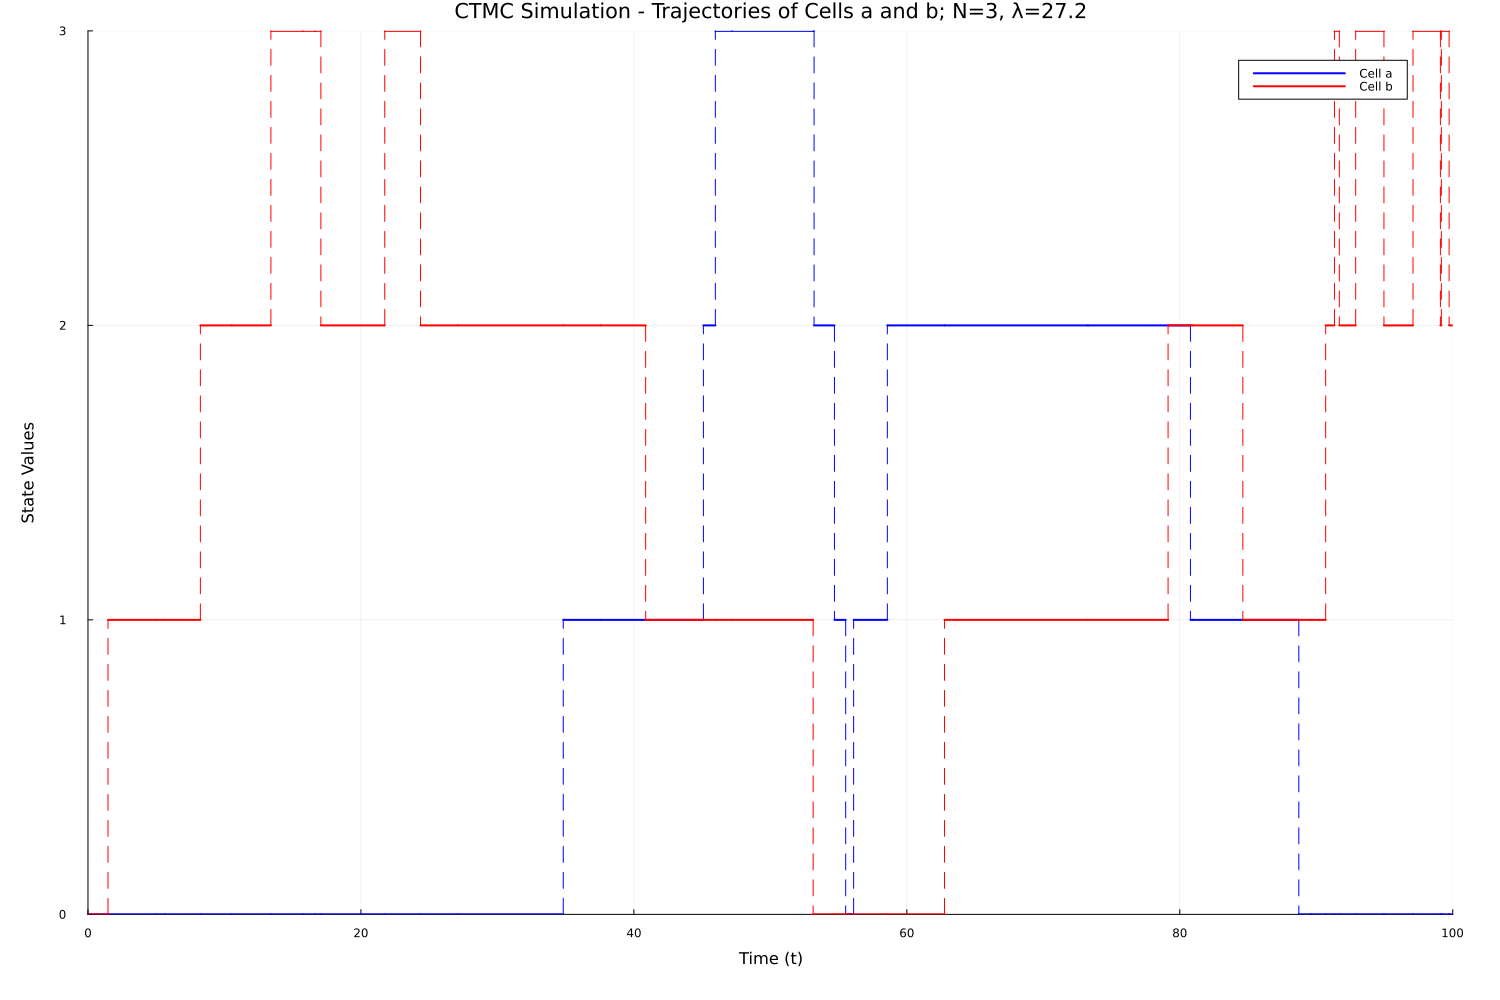 CTMC Simulation - Trajectories of Cells a and b; N=3, λ=27.2
3
Cell a
Cell b
2
State Values
1
0
0 20 40 60 80 100
Time (t)